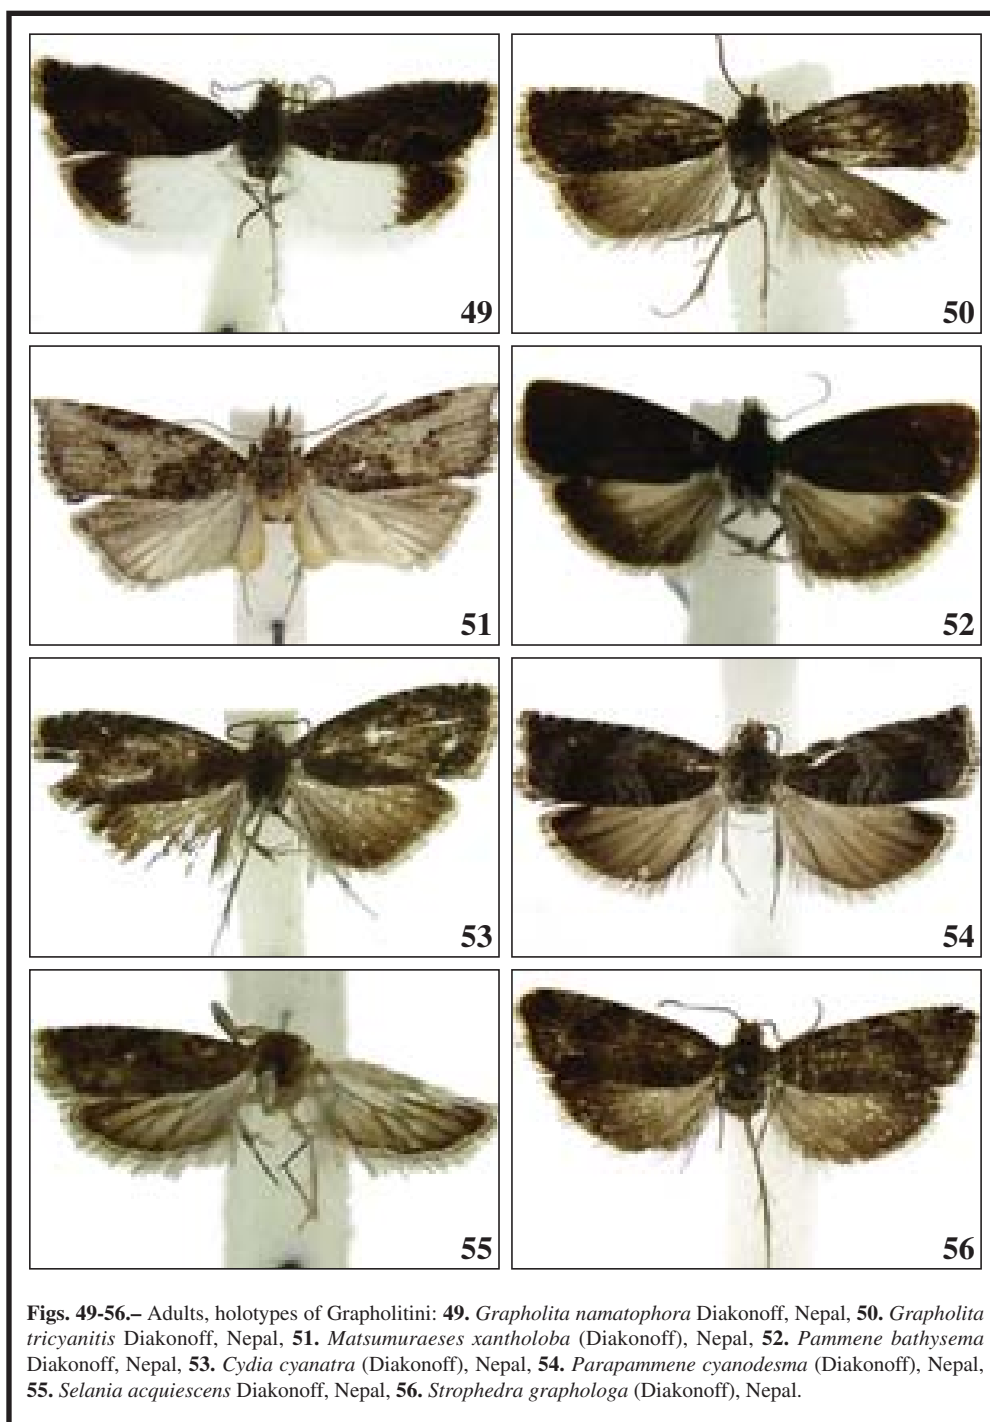 49
50
51
52
53
54
55
56
Figs. 49-56.– Adults, holotypes of Grapholitini: 49. Grapholita namatophora Diakonoff, Nepal, 50. Grapholita
tricyanitis Diakonoff, Nepal, 51. Matsumuraeses xantholoba (Diakonoff), Nepal, 52. Pammene bathysema
Diakonoff, Nepal, 53. Cydia cyanatra (Diakonoff), Nepal, 54. Parapammene cyanodesma (Diakonoff), Nepal,
55. Selania acquiescens Diakonoff, Nepal, 56. Strophedra graphologa (Diakonoff), Nepal.